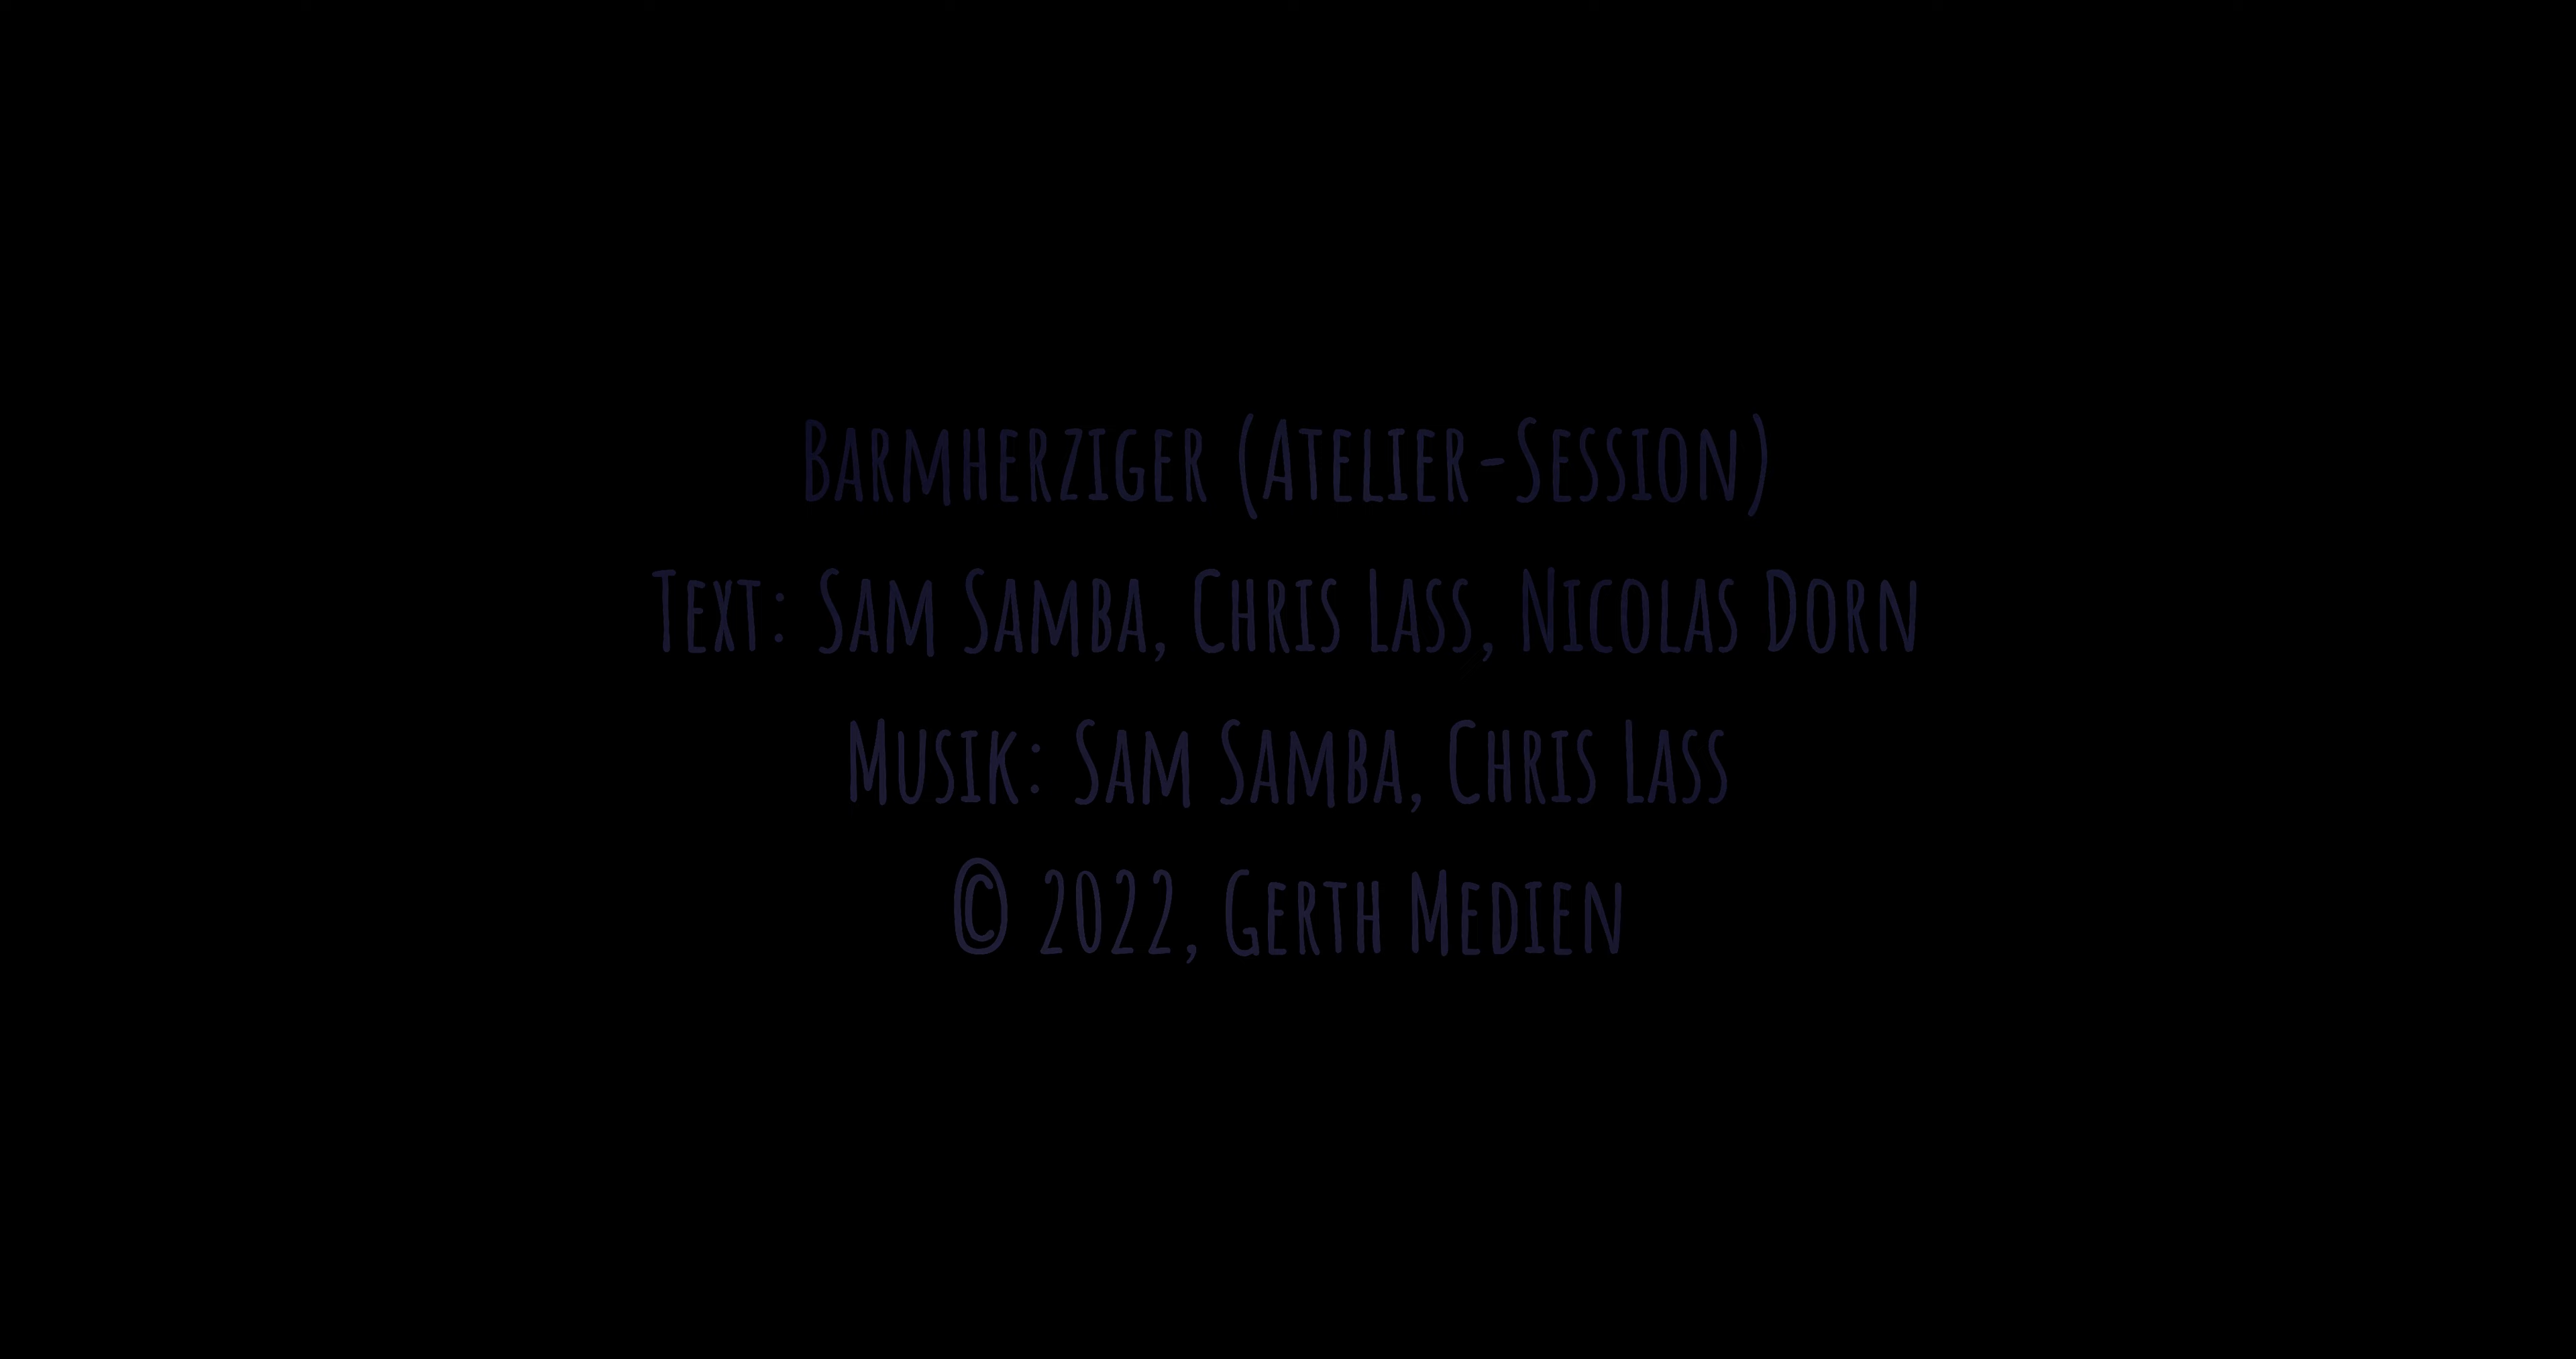 Barmherziger (Atelier-Session)
Text: Sam Samba, Chris Lass, Nicolas Dorn
Musik: Sam Samba, Chris Lass
© 2022, Gerth Medien